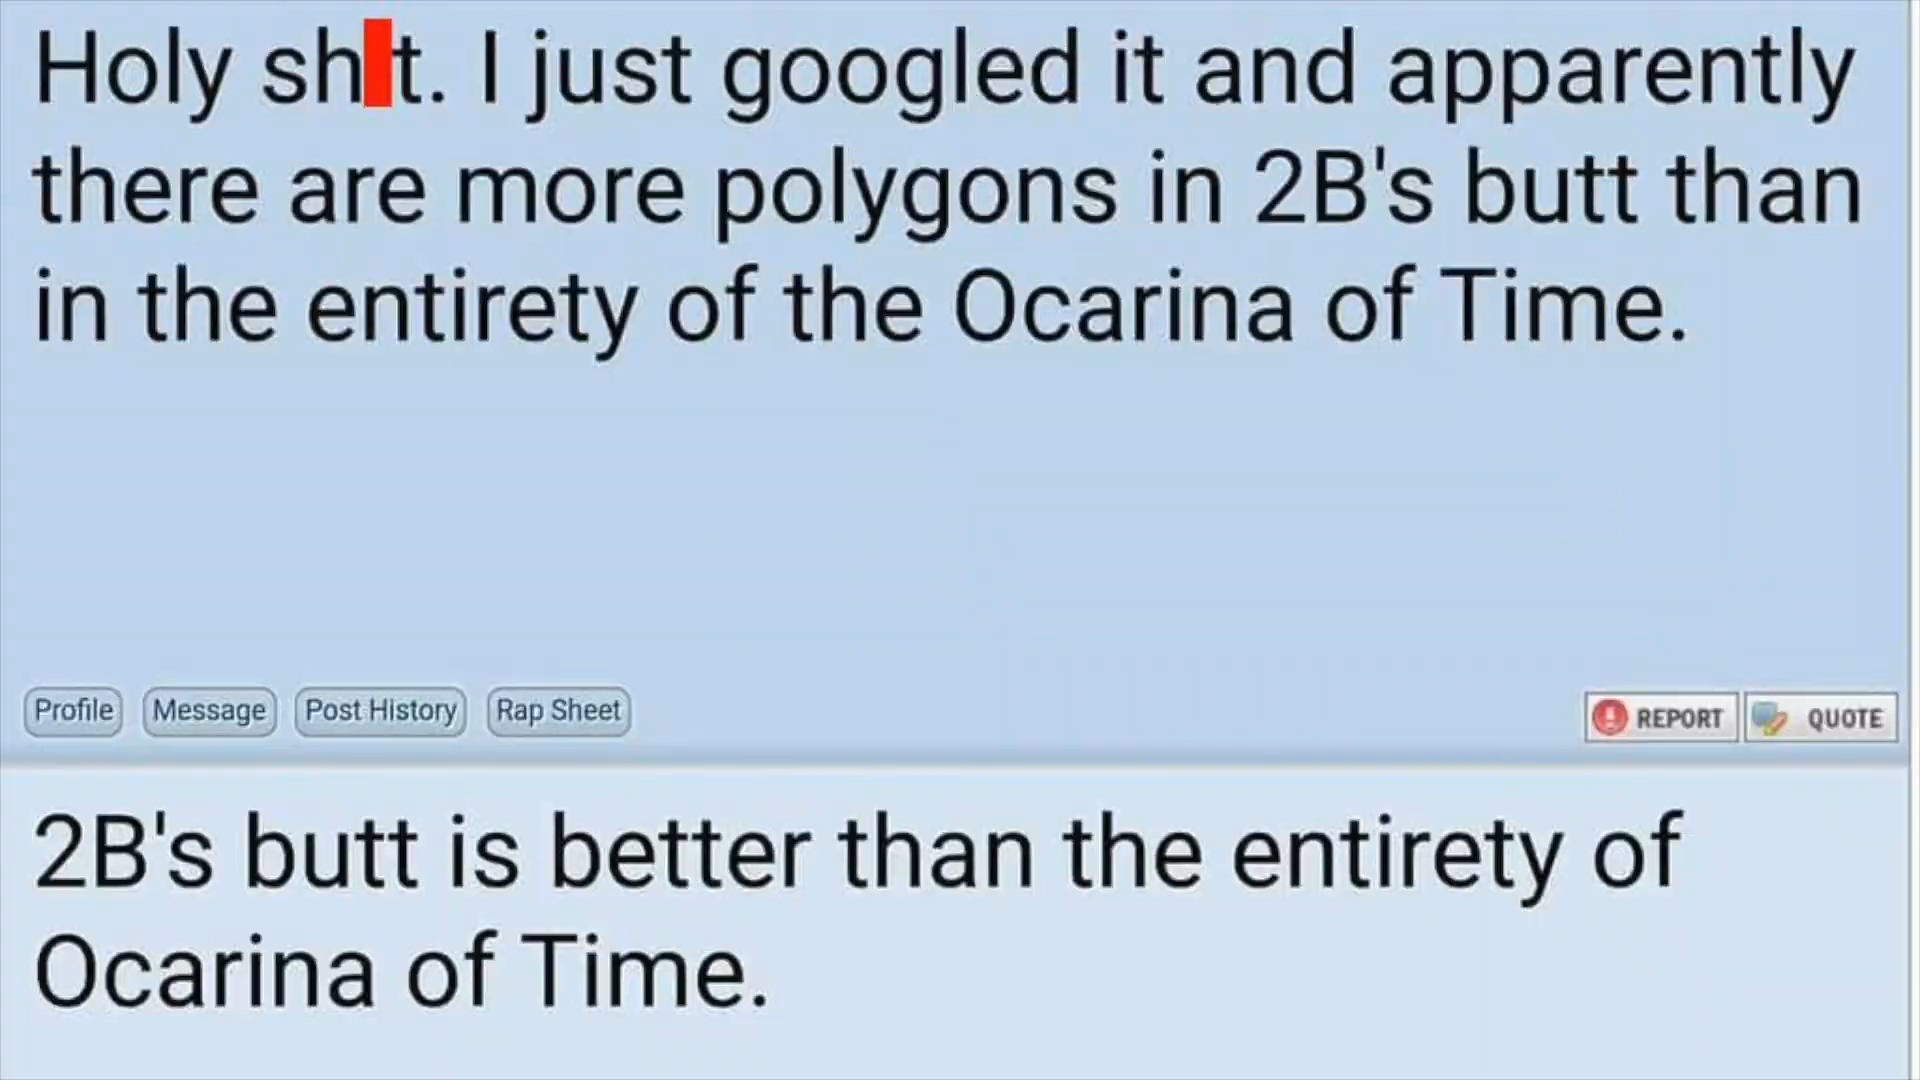 Holy sht. I just googled it and apparently
there are more polygons in 2B's butt than
in the entirety of the Ocarina of Time.
Profile Message Post History Rap Sheet REPORT QUOTE
2B's butt is better than the entirety of
Ocarina of Time.